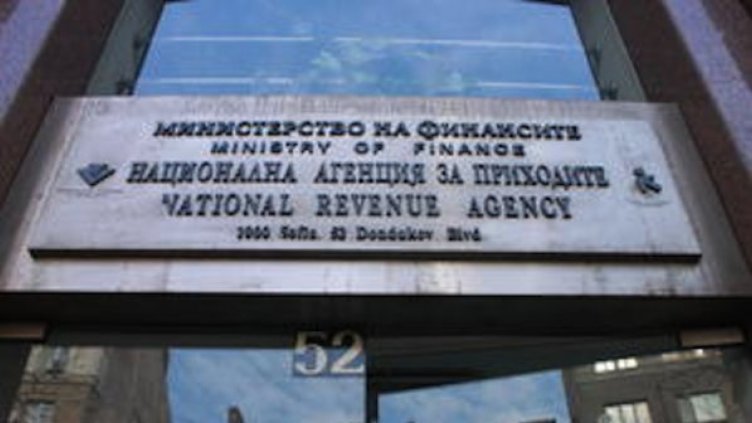 МИНИСТЕРСТВО НА ФИНАНСИТЕ
MINISTRY OF FINANCE
НАЦИОНАЛНА АГЕНЦИЯ ЗА ПРИХОДИТЕ
NATIONAL REVENUE AGENCY
1000 Sofia, 52 Dondukov Blvd.
52